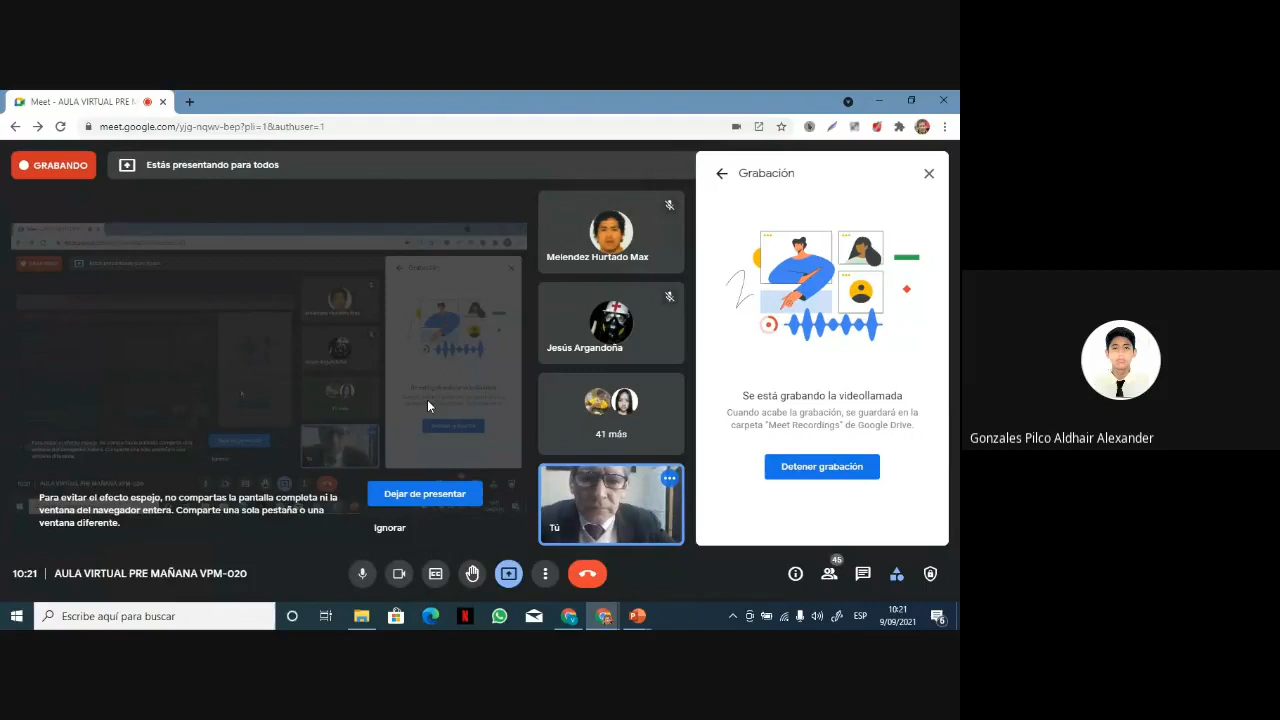 Meet - AULA VIRTUAL PRE M
meet.google.com/yjg-nqwv-bep?pli=1&authuser=1
GRABANDO
Estás presentando para todos
Grabación
Melendez Hurtado Max
Jesús Argandoña
41 más
Tú
Se está grabando la videollamada
Cuando acabe la grabación, se guardará en la
carpeta "Meet Recordings" de Google Drive.
Detener grabación
Para evitar el efecto espejo, no compartas la pantalla completa ni la
ventana del navegador entera. Comparte una sola pestaña o una
ventana diferente.
Dejar de presentar
Ignorar
10:21 | AULA VIRTUAL PRE MAÑANA VPM-020
45
Escribe aquí para buscar
ESP
10:21
9/09/2021
6
Gonzales Pilco Aldhair Alexander